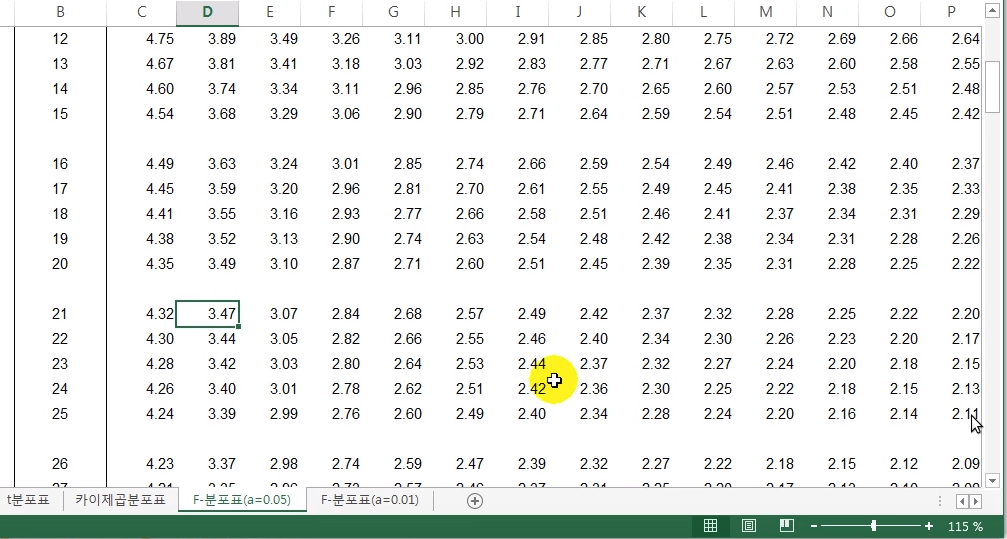 B C D E F G H I J K L M N O P
12 4.75 3.89 3.49 3.26 3.11 3.00 2.91 2.85 2.80 2.75 2.72 2.69 2.66 2.64
13 4.67 3.81 3.41 3.18 3.03 2.92 2.83 2.77 2.71 2.67 2.63 2.60 2.58 2.55
14 4.60 3.74 3.34 3.11 2.96 2.85 2.76 2.70 2.65 2.60 2.57 2.53 2.51 2.48
15 4.54 3.68 3.29 3.06 2.90 2.79 2.71 2.64 2.59 2.54 2.51 2.48 2.45 2.42
16 4.49 3.63 3.24 3.01 2.85 2.74 2.66 2.59 2.54 2.49 2.46 2.42 2.40 2.37
17 4.45 3.59 3.20 2.96 2.81 2.70 2.61 2.55 2.49 2.45 2.41 2.38 2.35 2.33
18 4.41 3.55 3.16 2.93 2.77 2.66 2.58 2.51 2.46 2.41 2.37 2.34 2.31 2.29
19 4.38 3.52 3.13 2.90 2.74 2.63 2.54 2.48 2.42 2.38 2.34 2.31 2.28 2.26
20 4.35 3.49 3.10 2.87 2.71 2.60 2.51 2.45 2.39 2.35 2.31 2.28 2.25 2.22
21 4.32 3.47 3.07 2.84 2.68 2.57 2.49 2.42 2.37 2.32 2.28 2.25 2.22 2.20
22 4.30 3.44 3.05 2.82 2.66 2.55 2.46 2.40 2.34 2.30 2.26 2.23 2.20 2.17
23 4.28 3.42 3.03 2.80 2.64 2.53 2.44 2.37 2.32 2.27 2.24 2.20 2.18 2.15
24 4.26 3.40 3.01 2.78 2.62 2.51 2.42 2.36 2.30 2.25 2.22 2.18 2.15 2.13
25 4.24 3.39 2.99 2.76 2.60 2.49 2.40 2.34 2.28 2.24 2.20 2.16 2.14 2.11
26 4.23 3.37 2.98 2.74 2.59 2.47 2.39 2.32 2.27 2.22 2.18 2.15 2.12 2.09
t분포표 카이제곱분포표 F-분포표(a=0.05) F-분포표(a=0.01)
115 %